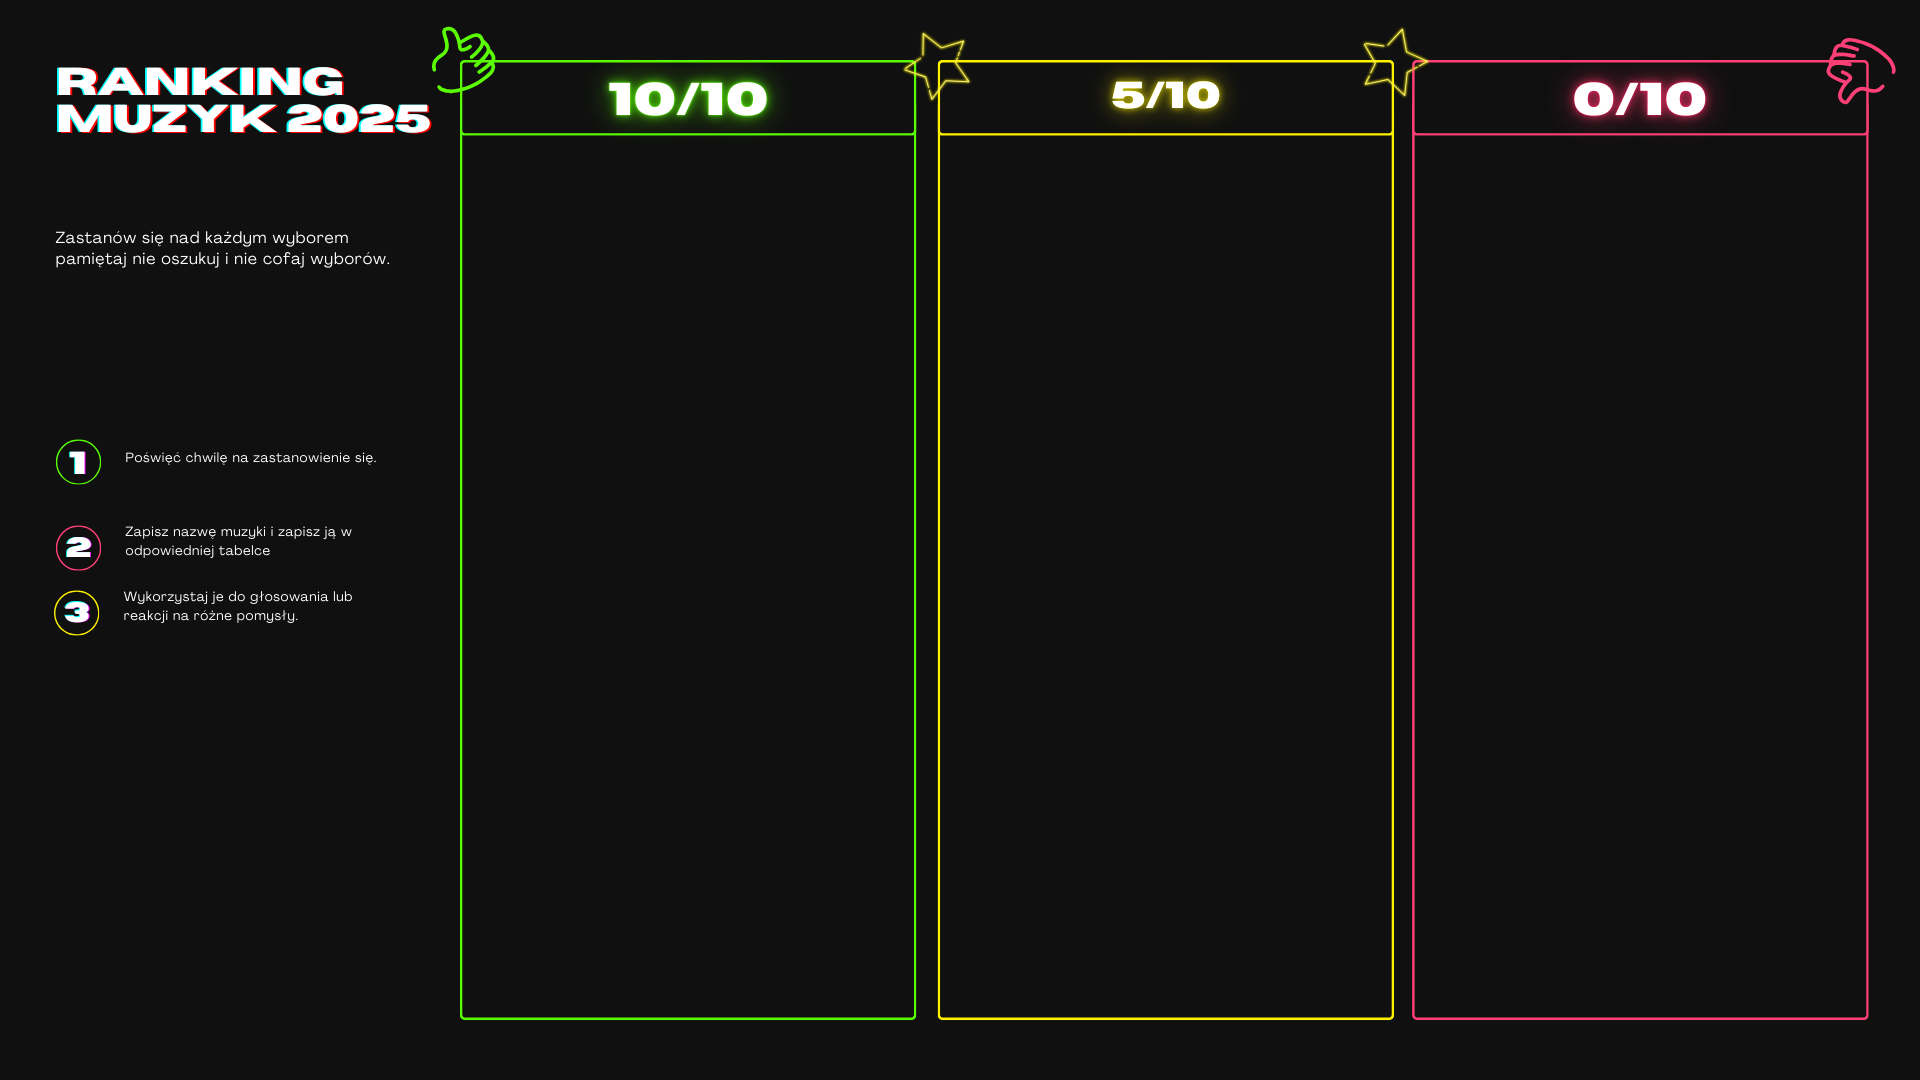 RANKING
MUZYK 2025
Zastanów się nad każdym wyborem
pamiętaj nie oszukuj i nie cofaj wyborów.
1
Poświęć chwilę na zastanowienie się.
2
Zapisz nazwę muzyki i zapisz ją w
odpowiedniej tabelce
3
Wykorzystaj je do głosowania lub
reakcji na różne pomysły.
10/10
5/10
0/10